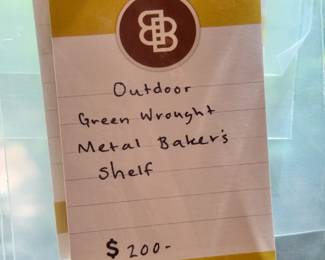 Outdoor
Green Wrought
Metal Baker's
Shelf
$200-